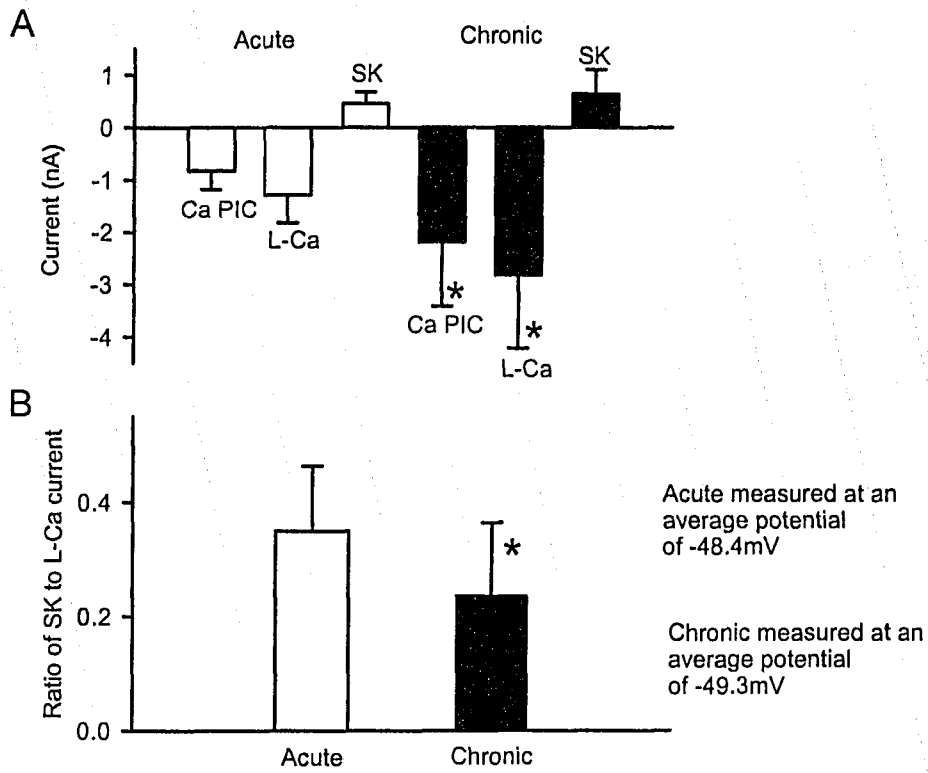 A
Acute
Chronic
SK
SK
1
0
-1
-2
-3
-4
Current (nA)
Ca PIC
L-Ca
*
Ca PIC
*
L-Ca
B
Ratio of SK to L-Ca current
0.4
0.2
0.0
*
Acute
Chronic
Acute measured at an
average potential
of -48.4mV
Chronic measured at an
average potential
of -49.3mV